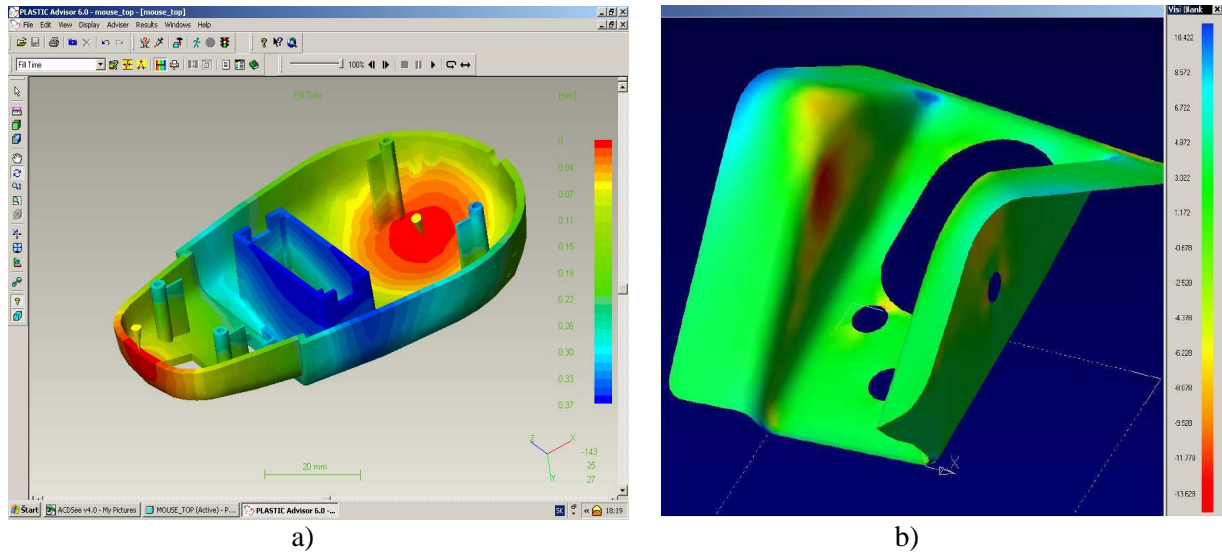 PLASTIC Advisor 6.0 - mouse_top - [mouse_top]
File Edit View Display Adviser Results Windows Help
Fill Time
100%
Fill Time
[sec]
0
0.04
0.07
0.11
0.15
0.19
0.22
0.26
0.30
0.33
0.37
20 mm
Z
X
Y
-143
25
27
Štart
ACDSee v4.0 - My Pictures
MOUSE_TOP (Active) - P...
PLASTIC Advisor 6.0 -...
SK
18:19
a)
Visi Blank
10.422
8.572
6.722
4.872
3.022
1.172
-0.678
-2.528
-4.378
-6.228
-8.078
-9.928
-11.778
-13.628
X
b)